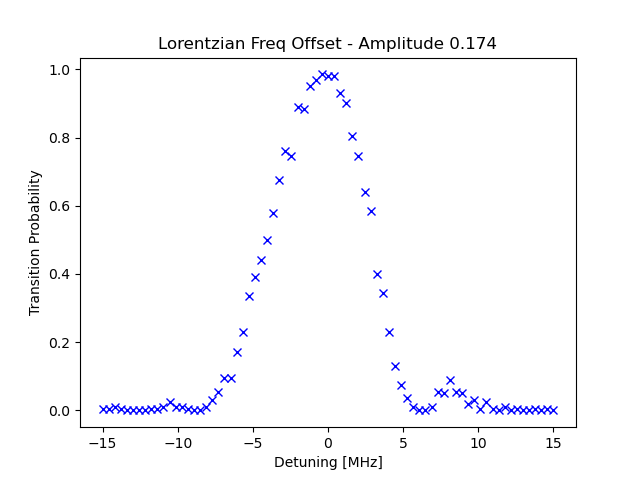 Lorentzian Freq Offset - Amplitude 0.174
1.0
0.8
0.6
0.4
0.2
0.0
Transition Probability
−15 −10 −5 0 5 10 15
Detuning [MHz]